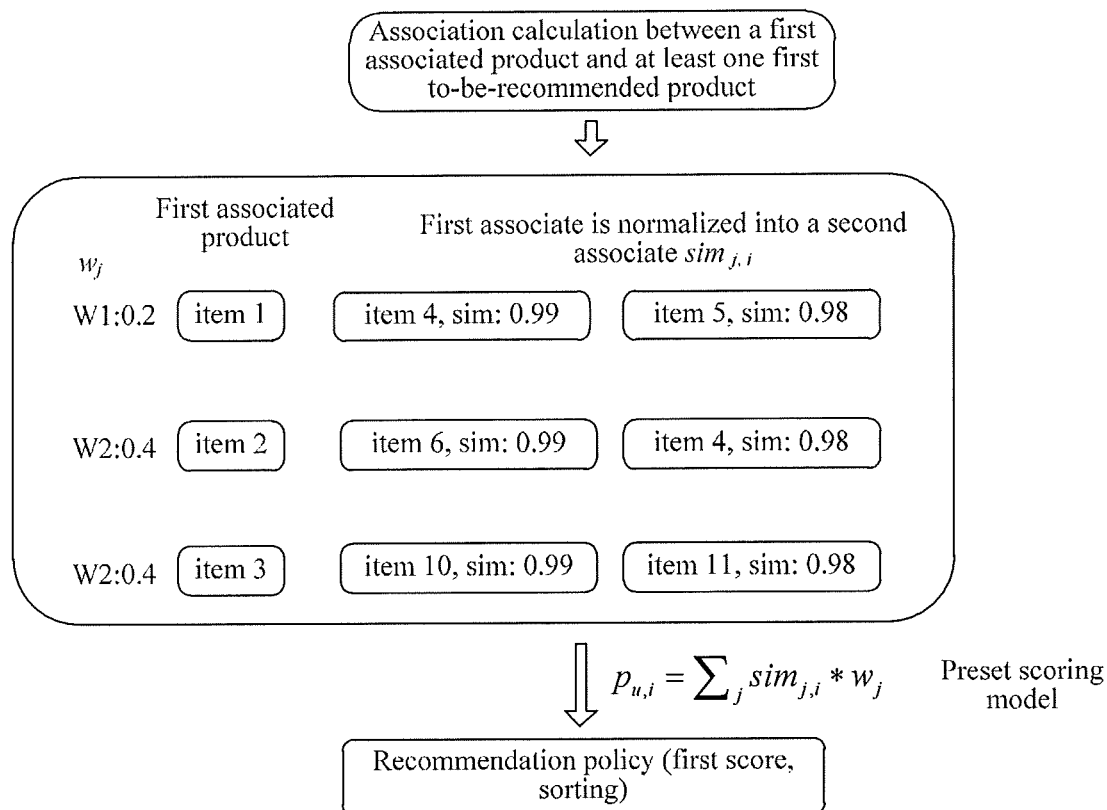 Association calculation between a first
associated product and at least one first
to-be-recommended product
First associated
product
First associate is normalized into a second
associate sim j, i
wj
W1:0.2 item 1 item 4, sim: 0.99 item 5, sim: 0.98
W2:0.4 item 2 item 6, sim: 0.99 item 4, sim: 0.98
W2:0.4 item 3 item 10, sim: 0.99 item 11, sim: 0.98
p_{u,i} = ∑_j sim_{j,i} * w_j
Preset scoring
model
Recommendation policy (first score,
sorting)